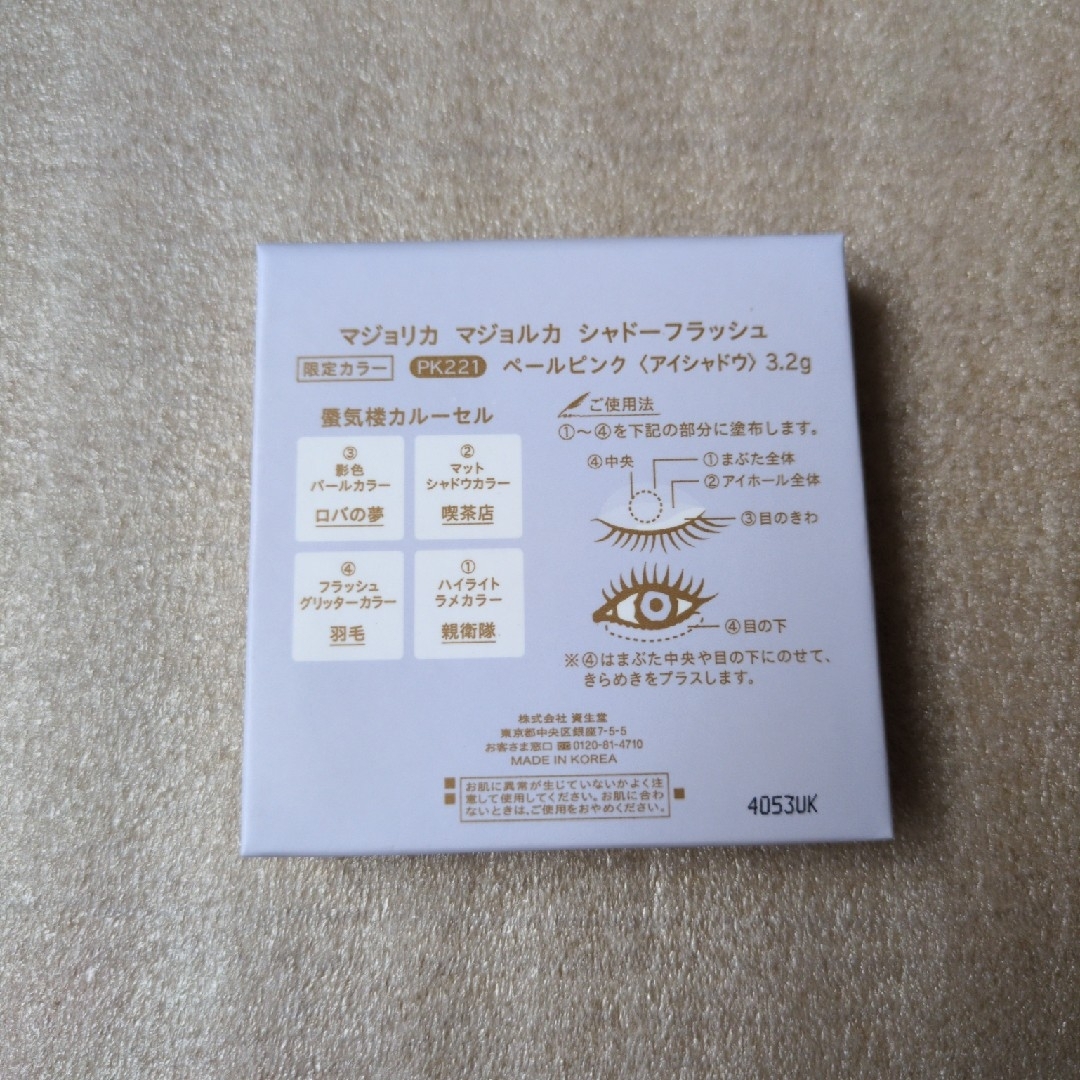 マジョリカ マジョルカ シャドーフラッシュ
限定カラー PK221 ペールピンク〈アイシャドウ〉3.2g
蜃気楼カルーセル
③
影色
パールカラー
ロバの夢
②
マット
シャドウカラー
喫茶店
④
フラッシュ
グリッターカラー
羽毛
①
ハイライト
ラメカラー
親衛隊
ご使用法
①〜④を下記の部分に塗布します。
④中央
①まぶた全体
②アイホール全体
③目のきわ
④目の下
※④はまぶた中央や目の下にのせて、
きらめきをプラスします。
株式会社 資生堂
東京都中央区銀座7-5-5
お客さま窓口 0120-81-4710
MADE IN KOREA
お肌に異常が生じていないかよく注
意して使用してください。お肌に合わ
ないときは、ご使用をおやめください。
4053UK